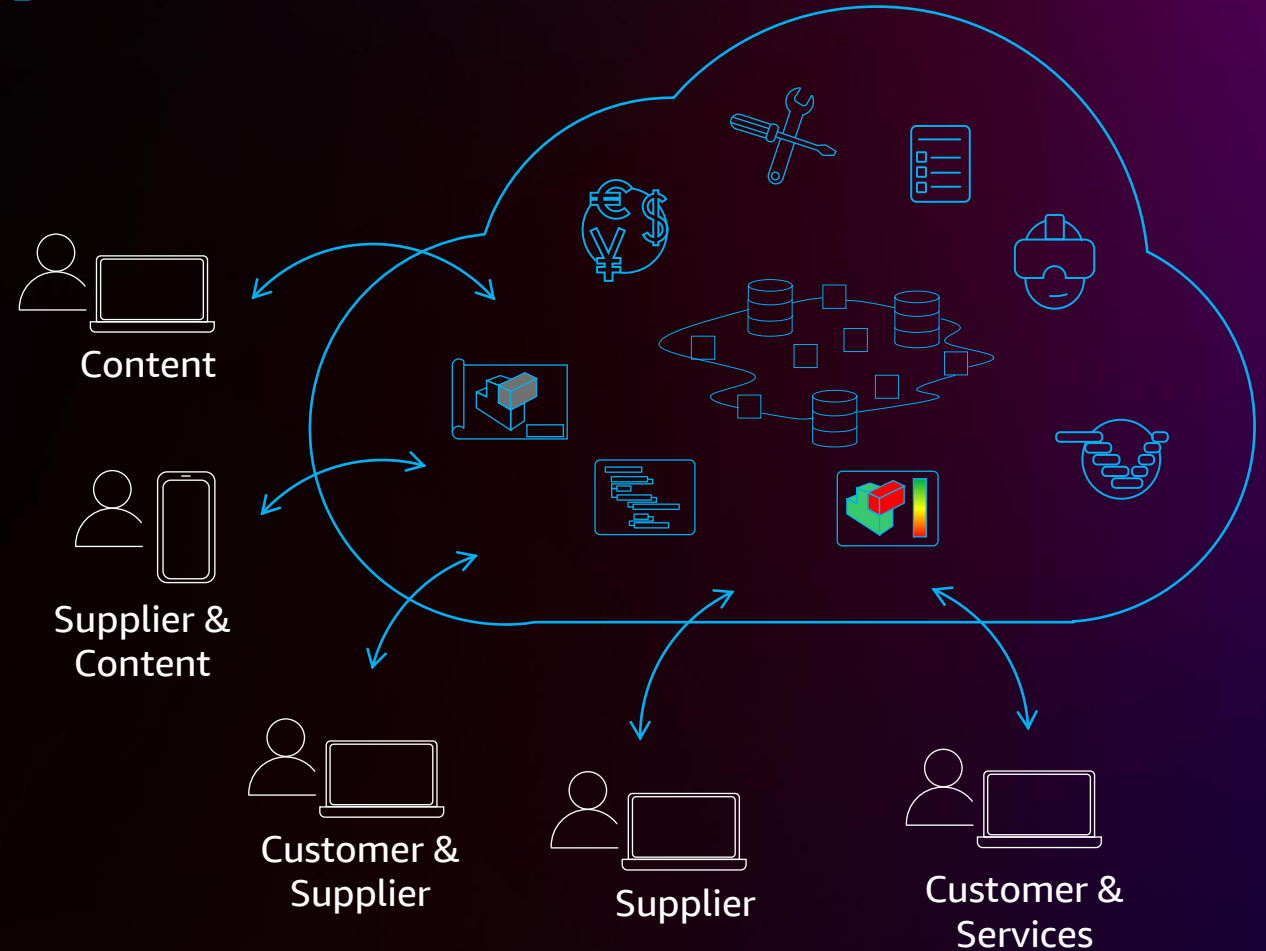 Content
Supplier &
Content
Customer &
Supplier
Supplier
Customer &
Services